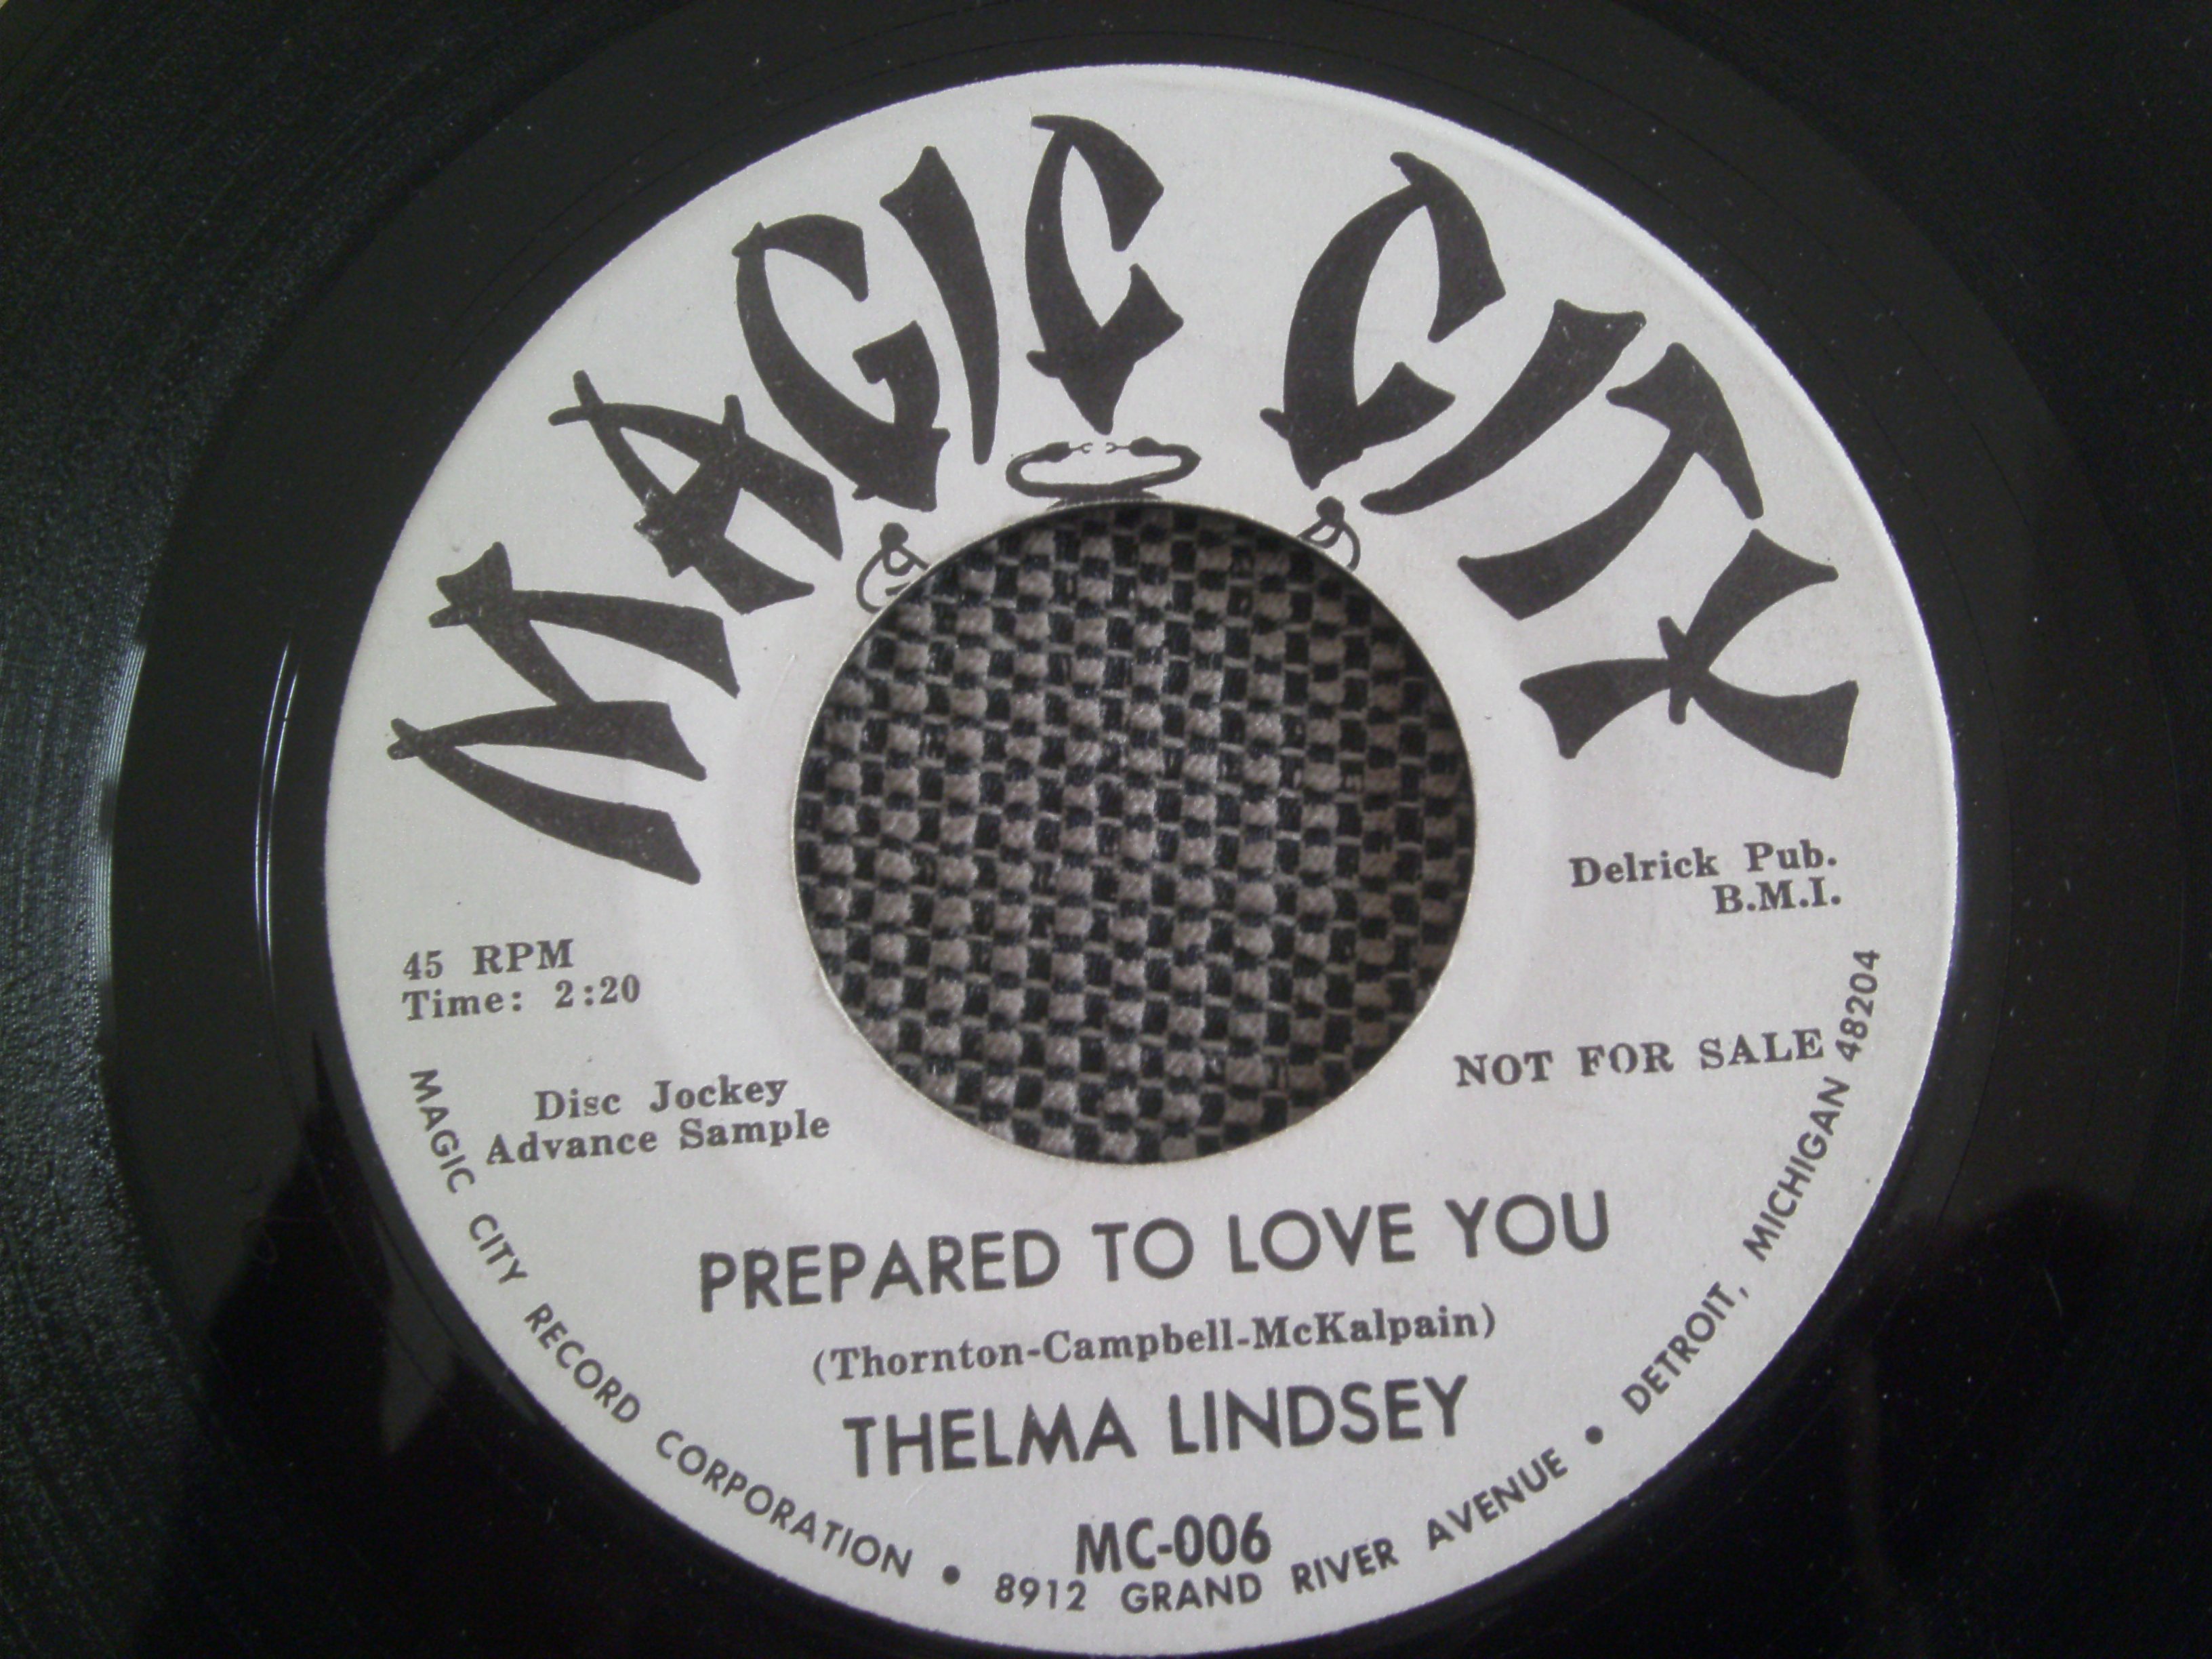 MAGIC CITY
Delrick Pub.
B.M.I.
45 RPM
Time: 2:20
NOT FOR SALE
Disc Jockey
Advance Sample
PREPARED TO LOVE YOU
(Thornton-Campbell-McKalpain)
THELMA LINDSEY
MC-006
MAGIC CITY RECORD CORPORATION • 8912 GRAND RIVER AVENUE • DETROIT, MICHIGAN 48204